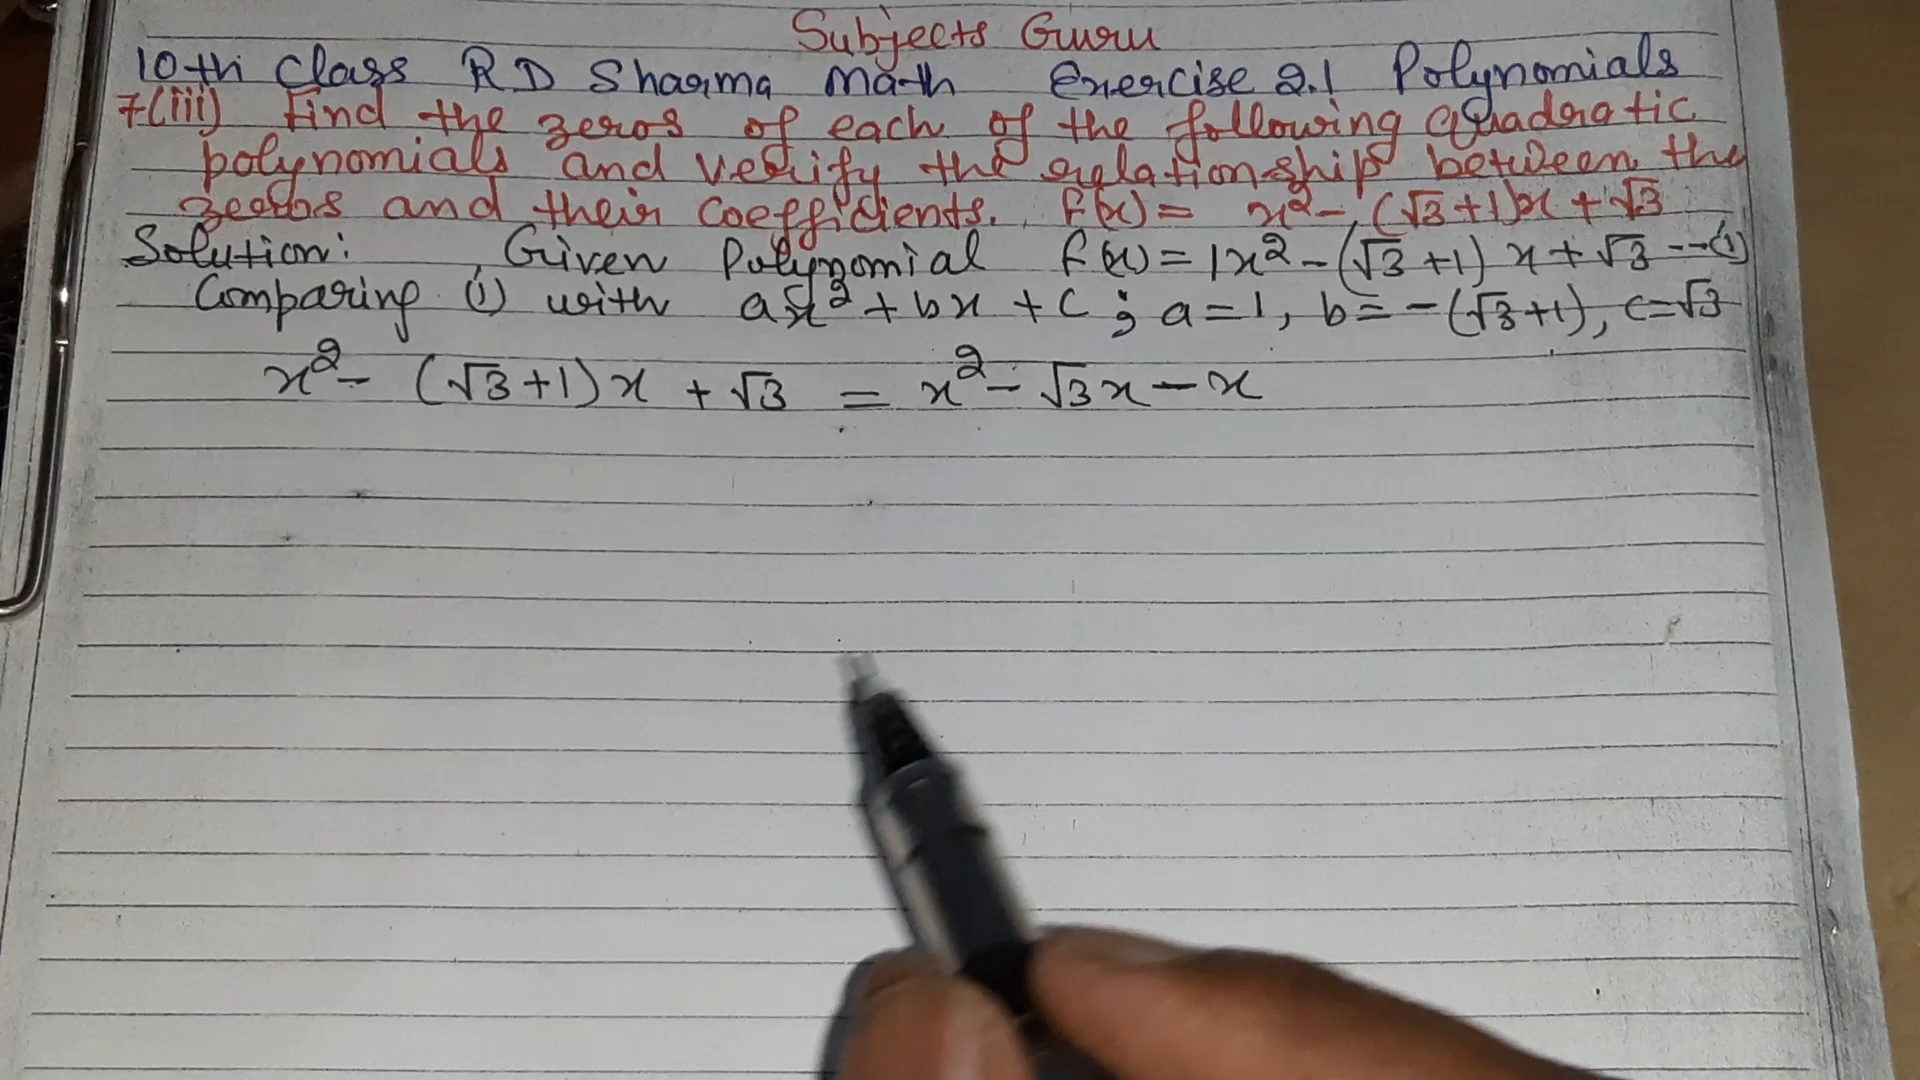 Subjects Guru
10th Class RD Sharma Math Exercise 2.1 Polynomials
7(iii) Find the zeros of each of the following quadratic
polynomials and verify the relationship between the
zeros and their coefficients. f(x) = x² - (√3+1)x + √3
Solution: Given Polynomial f(x) = 1x² - (√3+1) x + √3 --(1)
Comparing (i) with ax² + bx + c ; a=1, b= -(√3+1), c=√3
x² - (√3+1)x + √3 = x² - √3x - x